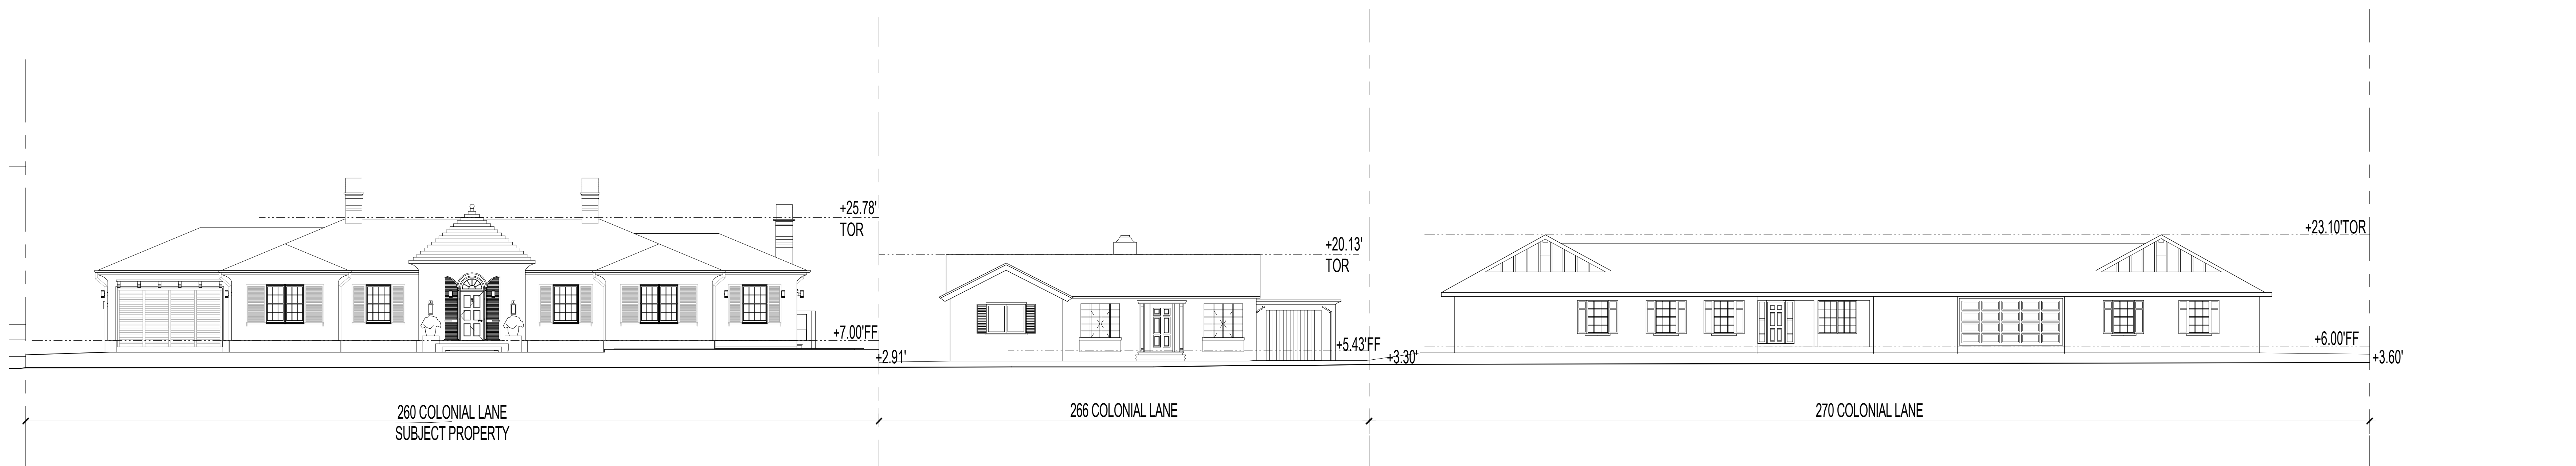 +25.78'
TOR
+7.00'FF
+2.91'
+20.13'
TOR
+5.43'FF
+3.30'
+23.10'TOR
+6.00'FF
+3.60'
260 COLONIAL LANE
SUBJECT PROPERTY
266 COLONIAL LANE
270 COLONIAL LANE